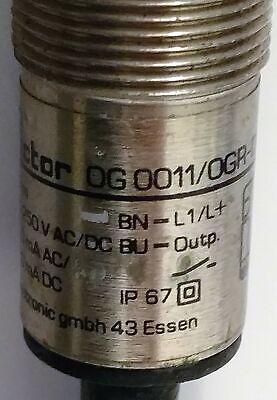 ctor OG 0011/OGR-
50 V AC/DC BN – L1/L+
mA AC/ BU – Outp.
mA DC
IP 67
tronic gmbh 43 Essen